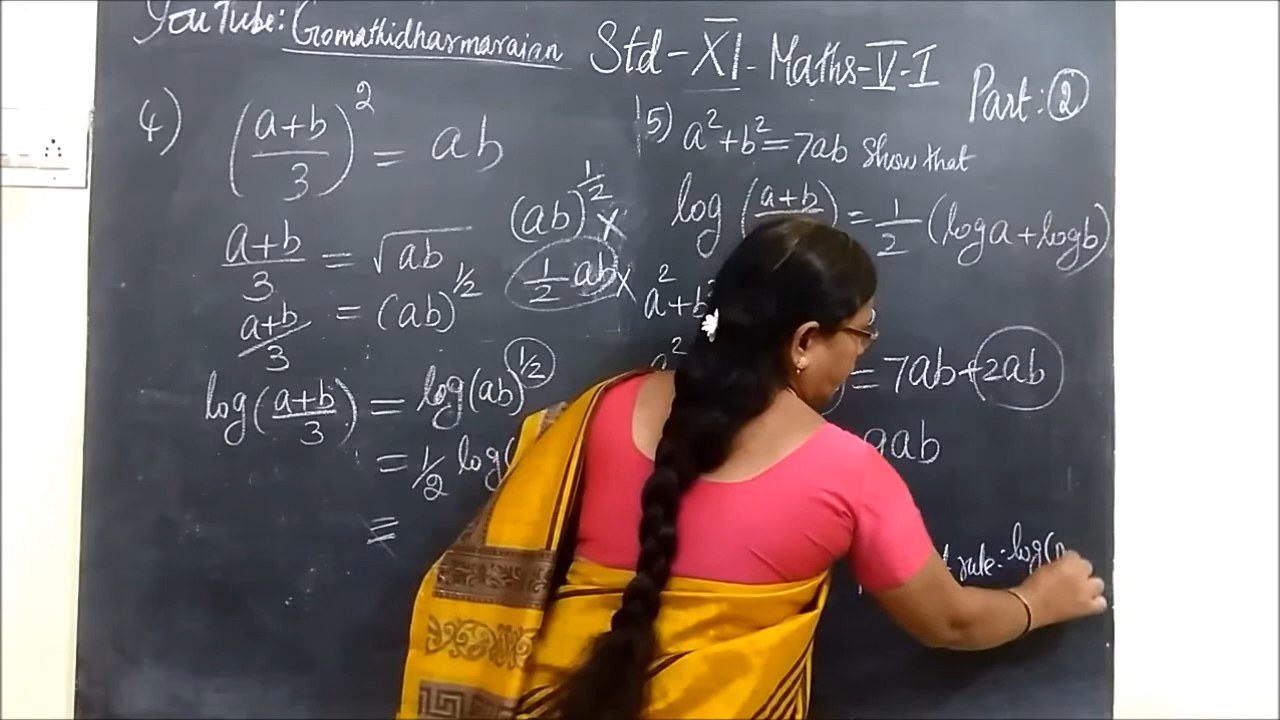 YouTube: Gomathidharmarajan Std-XI-Maths-V-I
Part: 2
4) ((a+b)/3)² = ab
(a+b)/3 = √ab
(ab)^1/2 ×
1/2 ab ×
(a+b)/3 = (ab)^1/2
log((a+b)/3) = log(ab)^1/2
= 1/2 log(
=
5) a²+b²=7ab Show that
log (a+b) = 1/2 (log a + log b)
a²+b
a² = 7ab+2ab
9ab
rule: log(